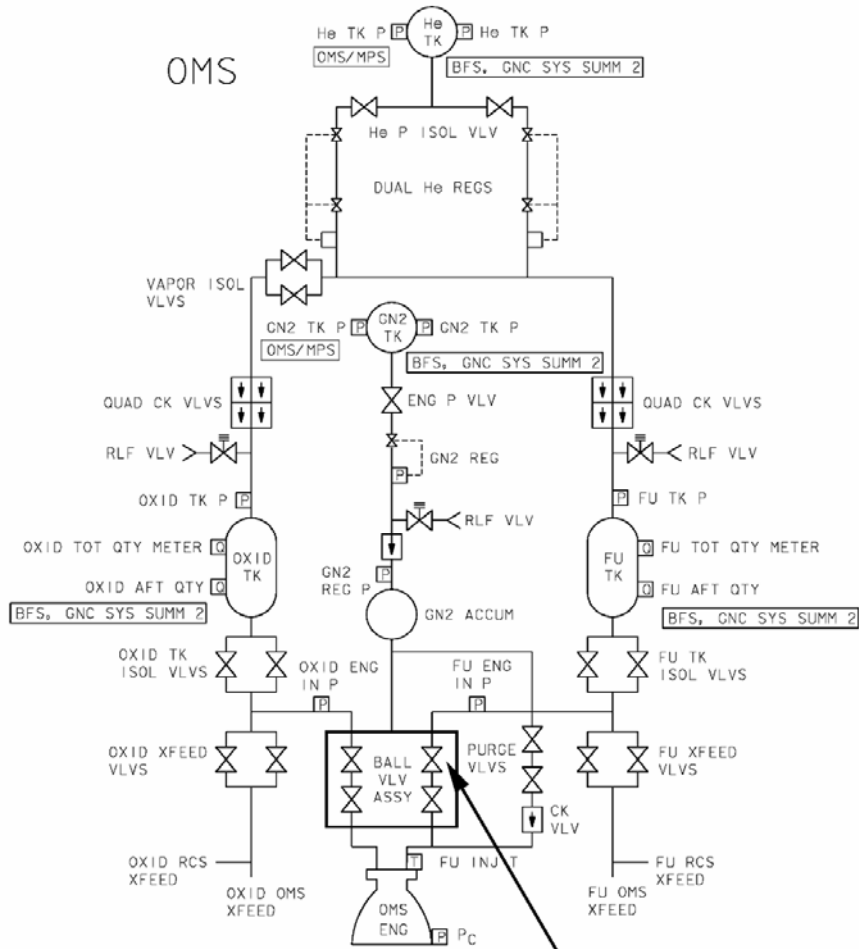 He TK P
P
He
TK
P
He TK P
OMS/MPS
BFS, GNC SYS SUMM 2
OMS
He P ISOL VLV
DUAL He REGS
VAPOR ISOL
VLVS
GN2 TK P
P
GN2
TK
P
GN2 TK P
OMS/MPS
BFS, GNC SYS SUMM 2
ENG P VLV
QUAD CK VLVS
QUAD CK VLVS
GN2 REG
P
RLF VLV
RLF VLV
OXID TK P
P
P
FU TK P
RLF VLV
OXID TOT QTY METER
Q
OXID
TK
FU
TK
Q
FU TOT QTY METER
GN2
REG P
P
OXID AFT QTY
Q
Q
FU AFT QTY
BFS, GNC SYS SUMM 2
GN2 ACCUM
BFS, GNC SYS SUMM 2
OXID TK
ISOL VLVS
OXID ENG
IN P
P
FU ENG
IN P
P
FU TK
ISOL VLVS
OXID XFEED
VLVS
BALL
VLV
ASSY
PURGE
VLVS
FU XFEED
VLVS
CK
VLV
OXID RCS
XFEED
T
FU INJ T
FU RCS
XFEED
OXID OMS
XFEED
OMS
ENG
P
Pc
FU OMS
XFEED